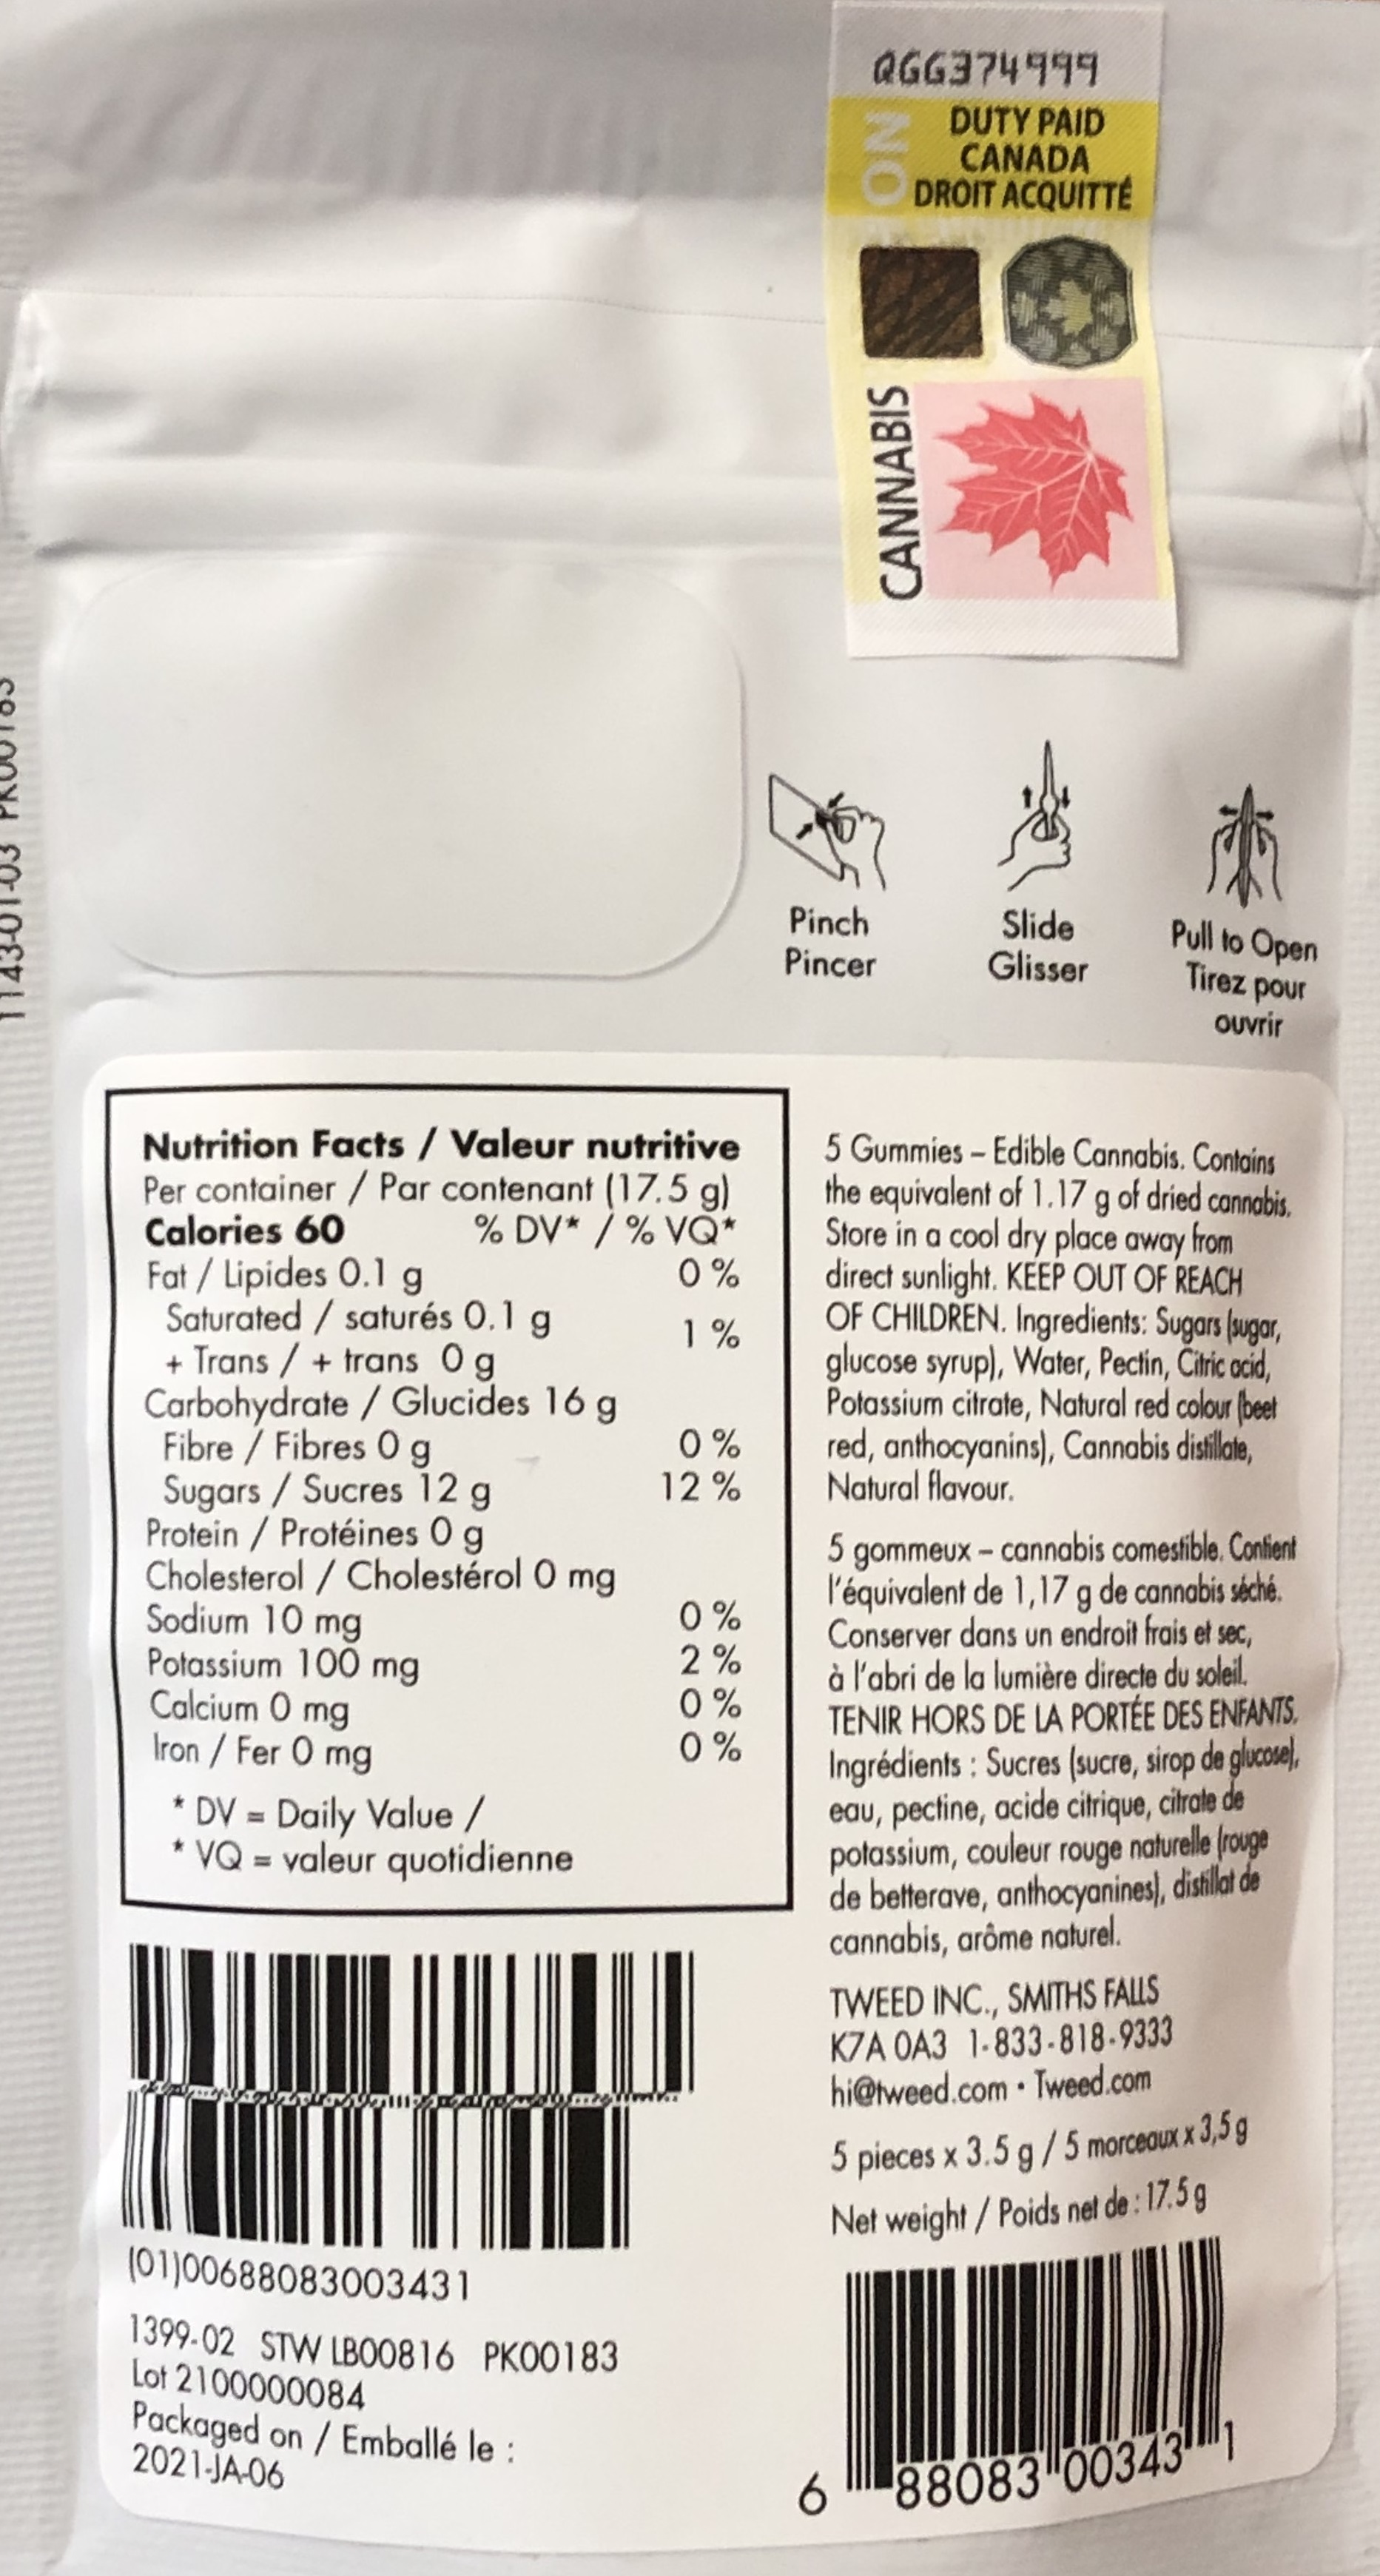 QGG374999
ON
DUTY PAID
CANADA
DROIT ACQUITTÉ
CANNABIS
1143-01-03 PK00183
Pinch
Pincer
Slide
Glisser
Pull to Open
Tirez pour
ouvrir
Nutrition Facts / Valeur nutritive
Per container / Par contenant (17.5 g)
Calories 60 % DV* / % VQ*
Fat / Lipides 0.1 g 0 %
Saturated / saturés 0.1 g
+ Trans / + trans 0 g 1 %
Carbohydrate / Glucides 16 g
Fibre / Fibres 0 g 0 %
Sugars / Sucres 12 g 12 %
Protein / Protéines 0 g
Cholesterol / Cholestérol 0 mg
Sodium 10 mg 0 %
Potassium 100 mg 2 %
Calcium 0 mg 0 %
Iron / Fer 0 mg 0 %
* DV = Daily Value /
* VQ = valeur quotidienne
5 Gummies – Edible Cannabis. Contains
the equivalent of 1.17 g of dried cannabis.
Store in a cool dry place away from
direct sunlight. KEEP OUT OF REACH
OF CHILDREN. Ingredients: Sugars (sugar,
glucose syrup), Water, Pectin, Citric acid,
Potassium citrate, Natural red colour (beet
red, anthocyanins), Cannabis distillate,
Natural flavour.
5 gommeux – cannabis comestible. Contient
l'équivalent de 1,17 g de cannabis séché.
Conserver dans un endroit frais et sec,
à l'abri de la lumière directe du soleil.
TENIR HORS DE LA PORTÉE DES ENFANTS.
Ingrédients : Sucres (sucre, sirop de glucose),
eau, pectine, acide citrique, citrate de
potassium, couleur rouge naturelle (rouge
de betterave, anthocyanines), distillat de
cannabis, arôme naturel.
TWEED INC., SMITHS FALLS
K7A 0A3 1-833-818-9333
hi@tweed.com • Tweed.com
5 pieces x 3.5 g / 5 morceaux x 3,5 g
Net weight / Poids net de : 17.5 g
(01)00688083003431
1399-02 STW LB00816 PK00183
Lot 2100000084
Packaged on / Emballé le :
2021-JA-06
6 88083 00343 1